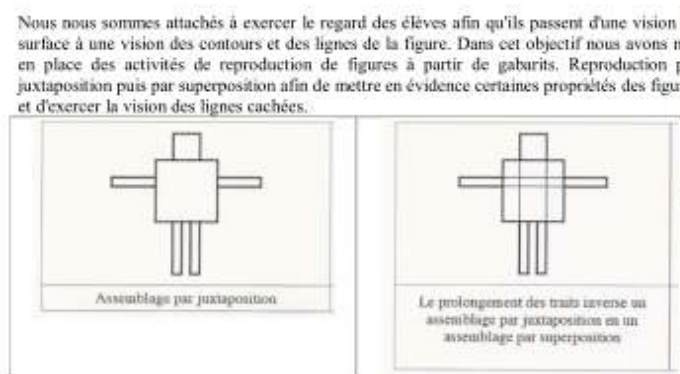 Nous nous sommes attachés à exercer le regard des élèves afin qu'ils passent d'une vision
surface à une vision des contours et des lignes de la figure. Dans cet objectif nous avons
en place des activités de reproduction de figures à partir de gabarits. Reproduction
juxtaposition puis par superposition afin de mettre en évidence certaines propriétés des
et d'exercer la vision des lignes cachées.
Assemblage par juxtaposition
Le prolongement des traits inverse un
assemblage par juxtaposition en un
assemblage par superposition